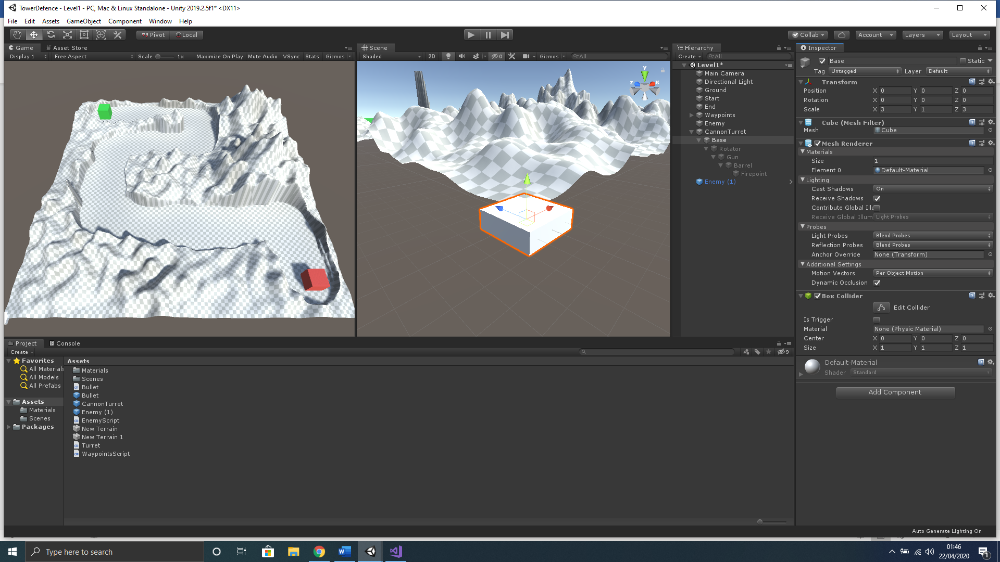 TowerDefence - Level1 - PC, Mac & Linux Standalone - Unity 2019.2.5f1* <DX11>
File Edit Assets GameObject Component Window Help
Pivot Local Collab Account Layers Layout
Game Asset Store
Display 1 Free Aspect Scale 1x Maximize On Play Mute Audio VSync Stats Gizmos
Scene
Shaded 2D 0 Gizmos All
y
z x
Hierarchy
Create All
Level1*
Main Camera
Directional Light
Ground
Start
End
Waypoints
Enemy
CannonTurret
Base
Rotator
Gun
Barrel
Firepoint
Enemy (1)
Inspector
Base Static
Tag Untagged Layer Default
Transform
Position X 0 Y 0 Z 0
Rotation X 0 Y 0 Z 0
Scale X 3 Y 1 Z 3
Cube (Mesh Filter)
Mesh Cube
Mesh Renderer
Materials
Size 1
Element 0 Default-Material
Lighting
Cast Shadows On
Receive Shadows
Contribute Global Illu
Receive Global Illum Light Probes
Probes
Light Probes Blend Probes
Reflection Probes Blend Probes
Anchor Override None (Transform)
Additional Settings
Motion Vectors Per Object Motion
Dynamic Occlusion
Box Collider
Edit Collider
Is Trigger
Material None (Physic Material)
Center X 0 Y 0 Z 0
Size X 1 Y 1 Z 1
Default-Material
Shader Standard
Add Component
Project Console
Create 9
Favorites
All Materials
All Models
All Prefabs
Assets
Materials
Scenes
Packages
Assets
Materials
Scenes
Bullet
Bullet
CannonTurret
Enemy (1)
EnemyScript
New Terrain
New Terrain 1
Turret
WaypointsScript
Auto Generate Lighting On
Type here to search
01:46
22/04/2020
1